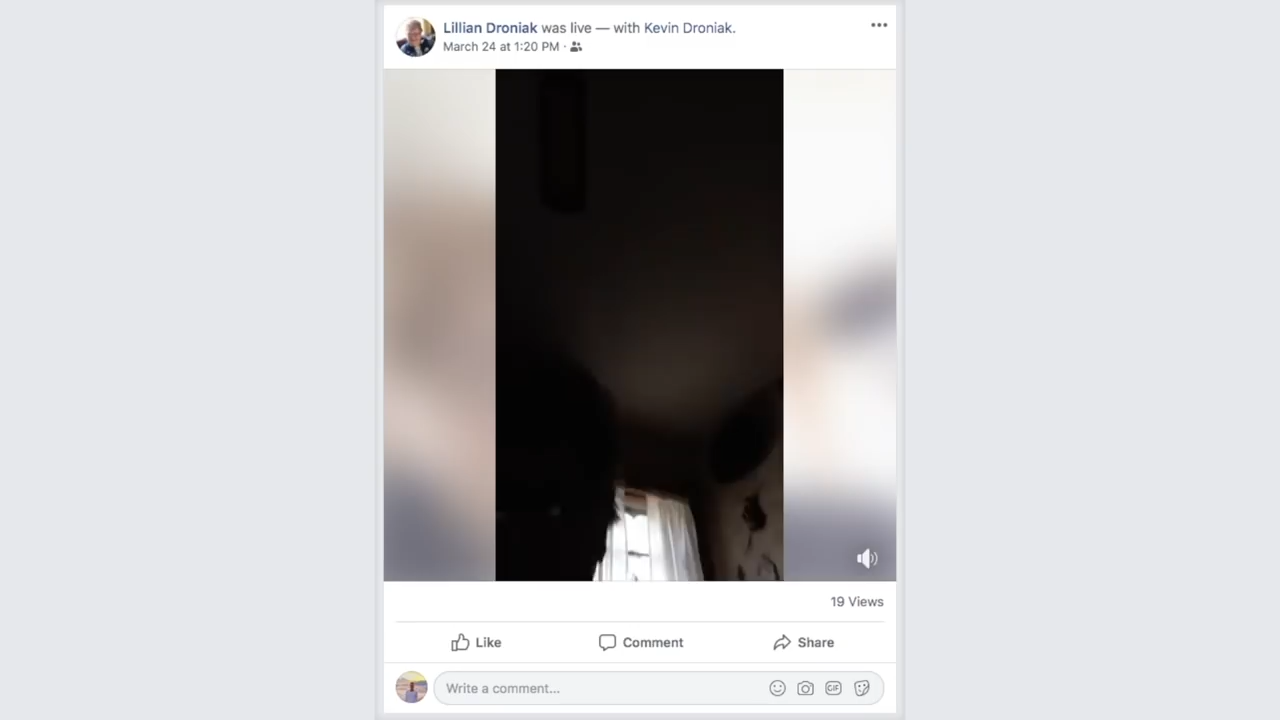 Lillian Droniak was live — with Kevin Droniak.
March 24 at 1:20 PM ·
19 Views
Like Comment Share
Write a comment...
GIF